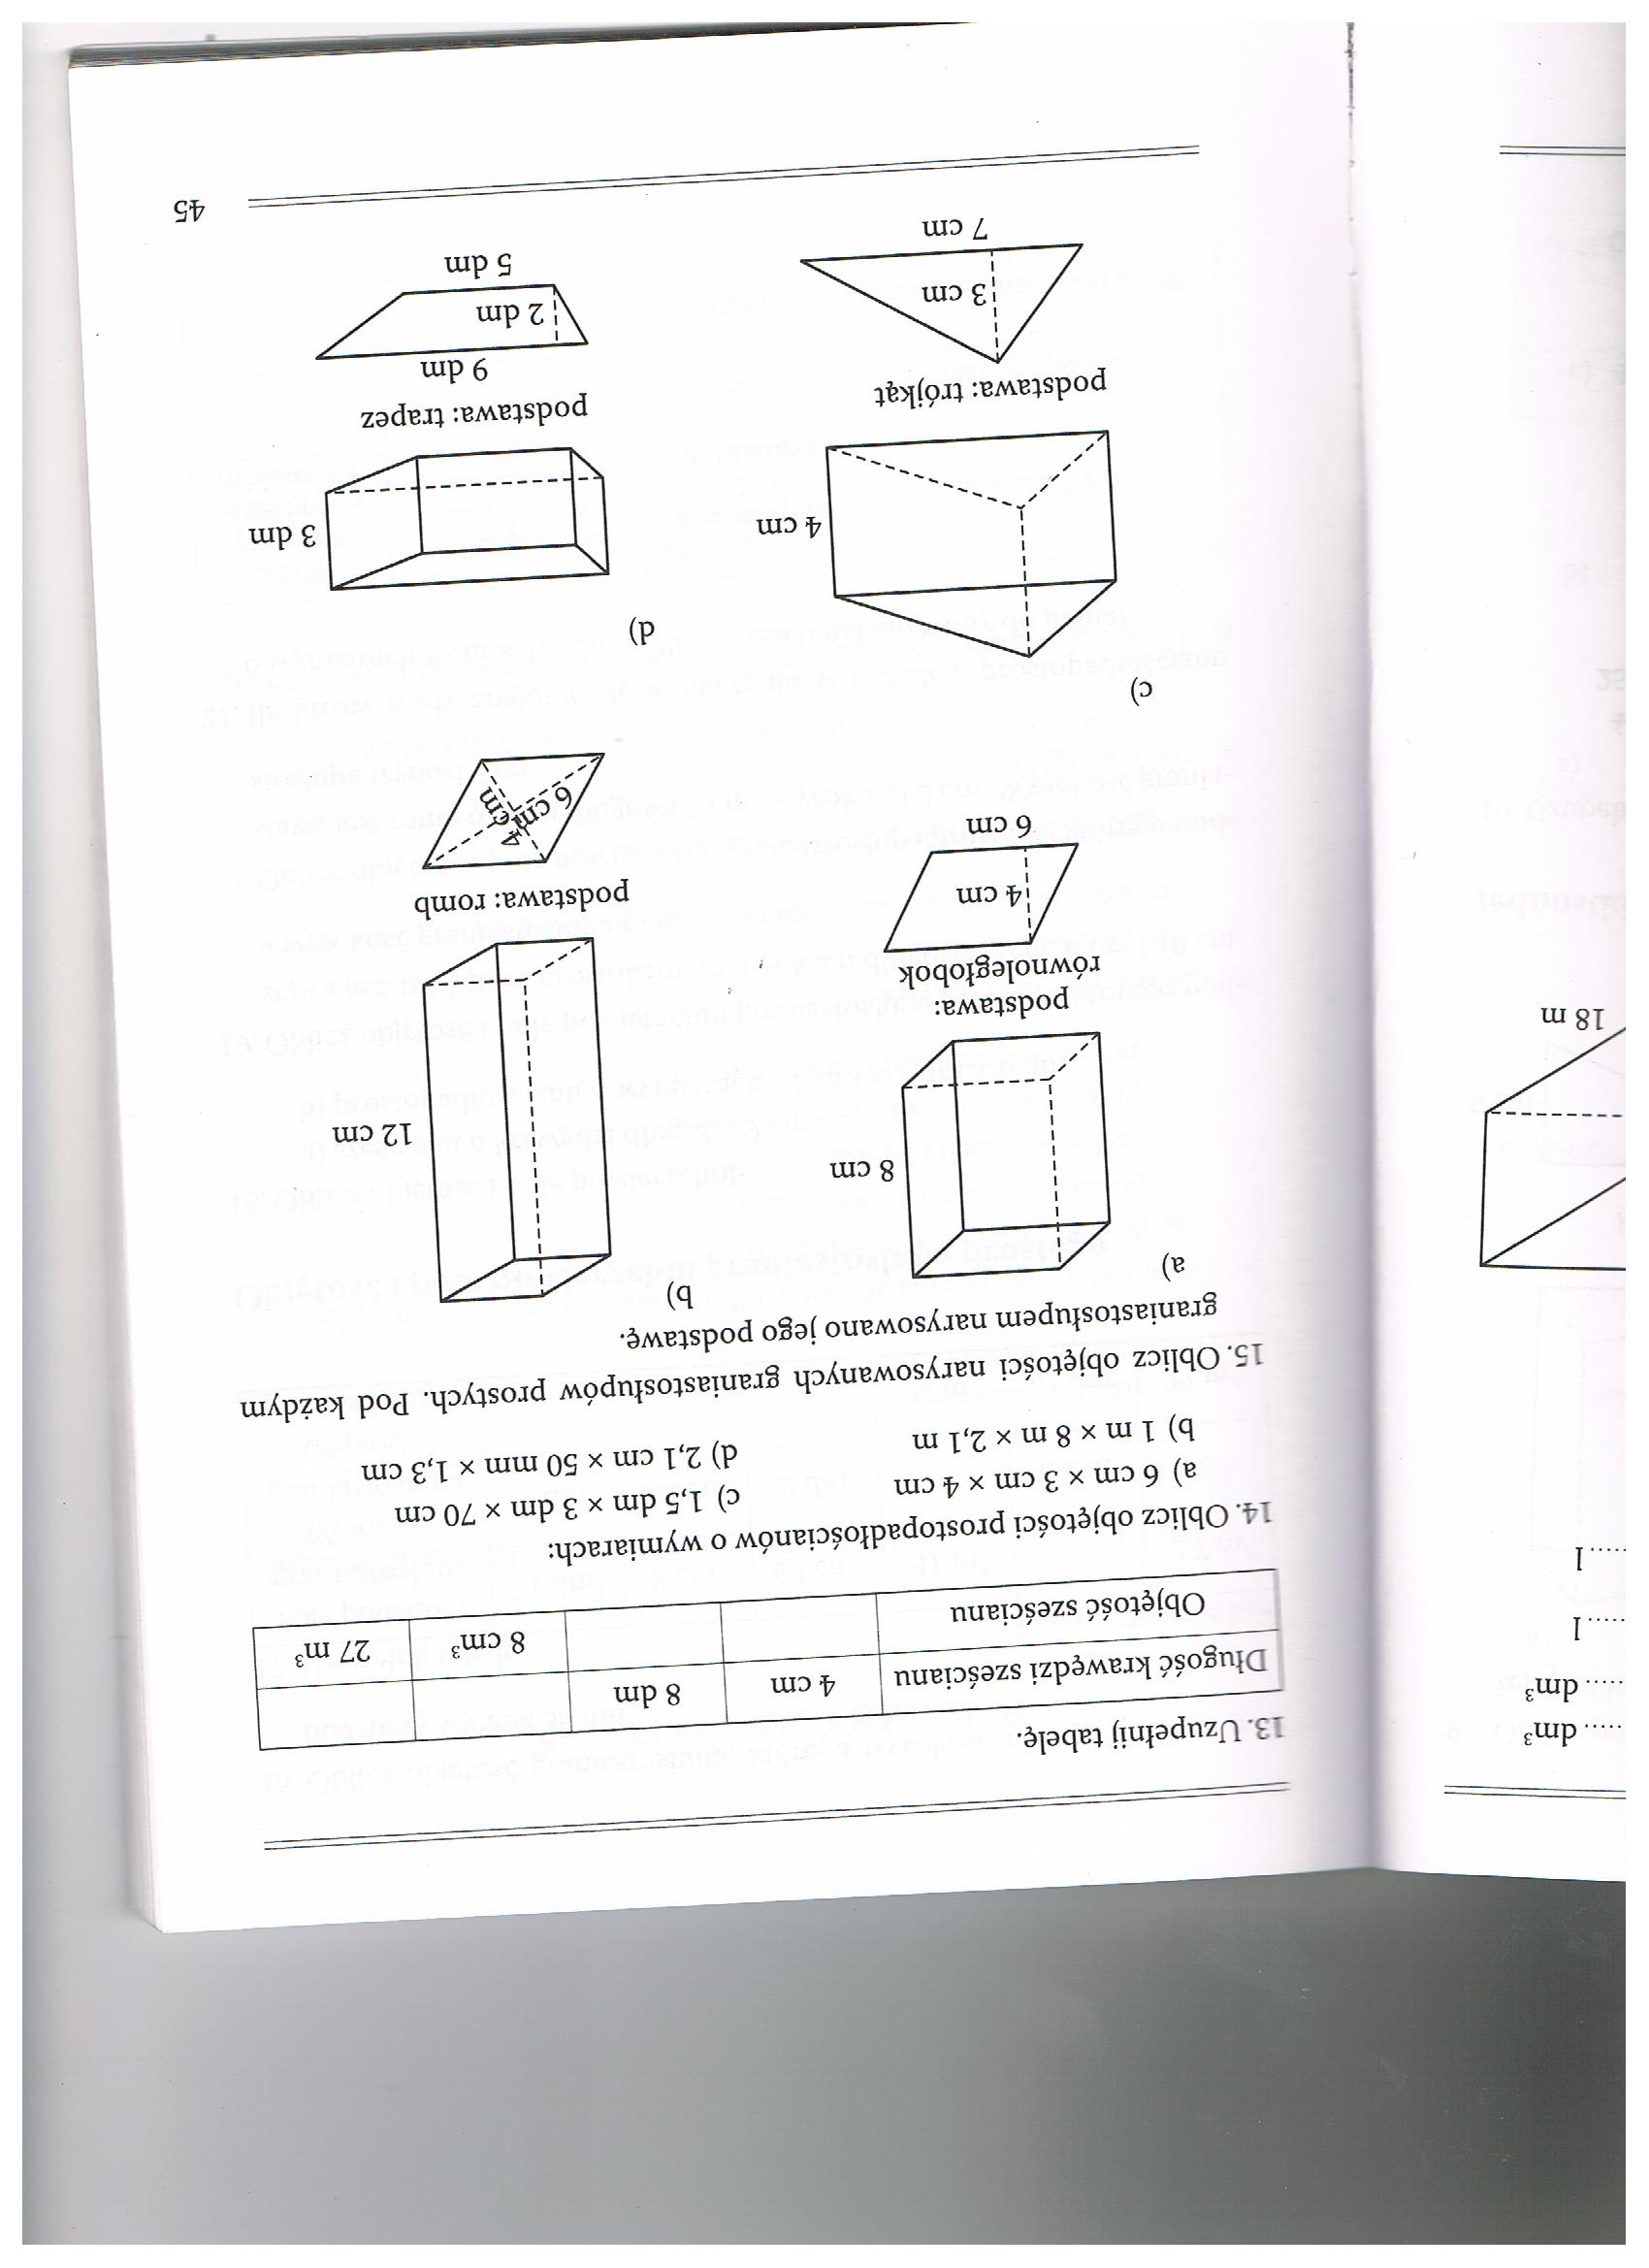 13. Uzupełnij tabelę.
Długość krawędzi sześcianu 4 cm 8 dm
Objętość sześcianu 8 cm³ 27 m³
14. Oblicz objętości prostopadłościanów o wymiarach:
a) 6 cm × 3 cm × 4 cm c) 1,5 dm × 3 dm × 70 cm
b) 1 m × 8 m × 2,1 m d) 2,1 cm × 50 mm × 1,3 cm
15. Oblicz objętości narysowanych graniastosłupów prostych. Pod każdym
graniastosłupem narysowano jego podstawę.
a)
8 cm
podstawa:
równoległobok
4 cm
6 cm
b)
12 cm
podstawa: romb
4 cm
6 cm
c)
4 cm
podstawa: trójkąt
3 cm
7 cm
d)
3 dm
podstawa: trapez
9 dm
2 dm
5 dm
45
..... dm³
..... dm³
..... l
..... l
18 m